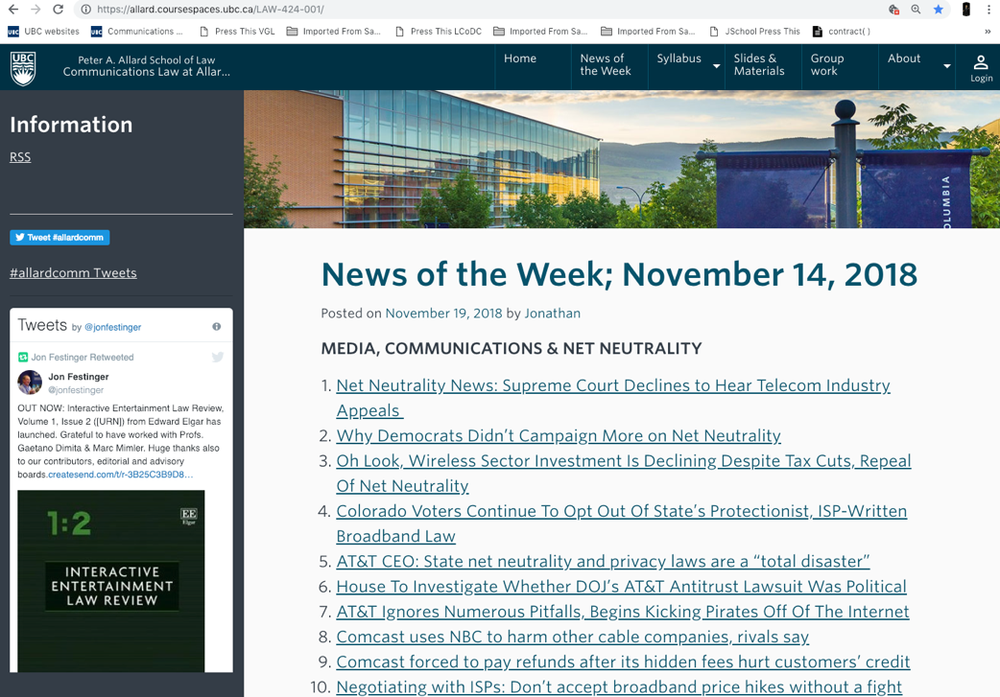 https://allard.coursespaces.ubc.ca/LAW-424-001/
UBC UBC websites UBC Communications ... Press This VGL Imported From Sa... Press This LCoDC Imported From Sa... Imported From Sa... JSchool Press This contract( ) »
UBC
Peter A. Allard School of Law
Communications Law at Allar...
Home
News of
the Week
Syllabus
Slides &
Materials
Group
work
About
Login
Information
RSS
Tweet #allardcomm
#allardcomm Tweets
Tweets by @jonfestinger
Jon Festinger Retweeted
Jon Festinger
@jonfestinger
OUT NOW: Interactive Entertainment Law Review,
Volume 1, Issue 2 ([URN]) from Edward Elgar has
launched. Grateful to have worked with Profs.
Gaetano Dimita & Marc Mimler. Huge thanks also
to our contributors, editorial and advisory
boards.createsend.com/t/r-3B25C3B9D8…
1:2
EE
Elgar
INTERACTIVE
ENTERTAINMENT
LAW REVIEW
OLUMBIA
News of the Week; November 14, 2018
Posted on November 19, 2018 by Jonathan
MEDIA, COMMUNICATIONS & NET NEUTRALITY
1. Net Neutrality News: Supreme Court Declines to Hear Telecom Industry
Appeals
2. Why Democrats Didn’t Campaign More on Net Neutrality
3. Oh Look, Wireless Sector Investment Is Declining Despite Tax Cuts, Repeal
Of Net Neutrality
4. Colorado Voters Continue To Opt Out Of State’s Protectionist, ISP-Written
Broadband Law
5. AT&T CEO: State net neutrality and privacy laws are a “total disaster”
6. House To Investigate Whether DOJ’s AT&T Antitrust Lawsuit Was Political
7. AT&T Ignores Numerous Pitfalls, Begins Kicking Pirates Off Of The Internet
8. Comcast uses NBC to harm other cable companies, rivals say
9. Comcast forced to pay refunds after its hidden fees hurt customers’ credit
10. Negotiating with ISPs: Don’t accept broadband price hikes without a fight